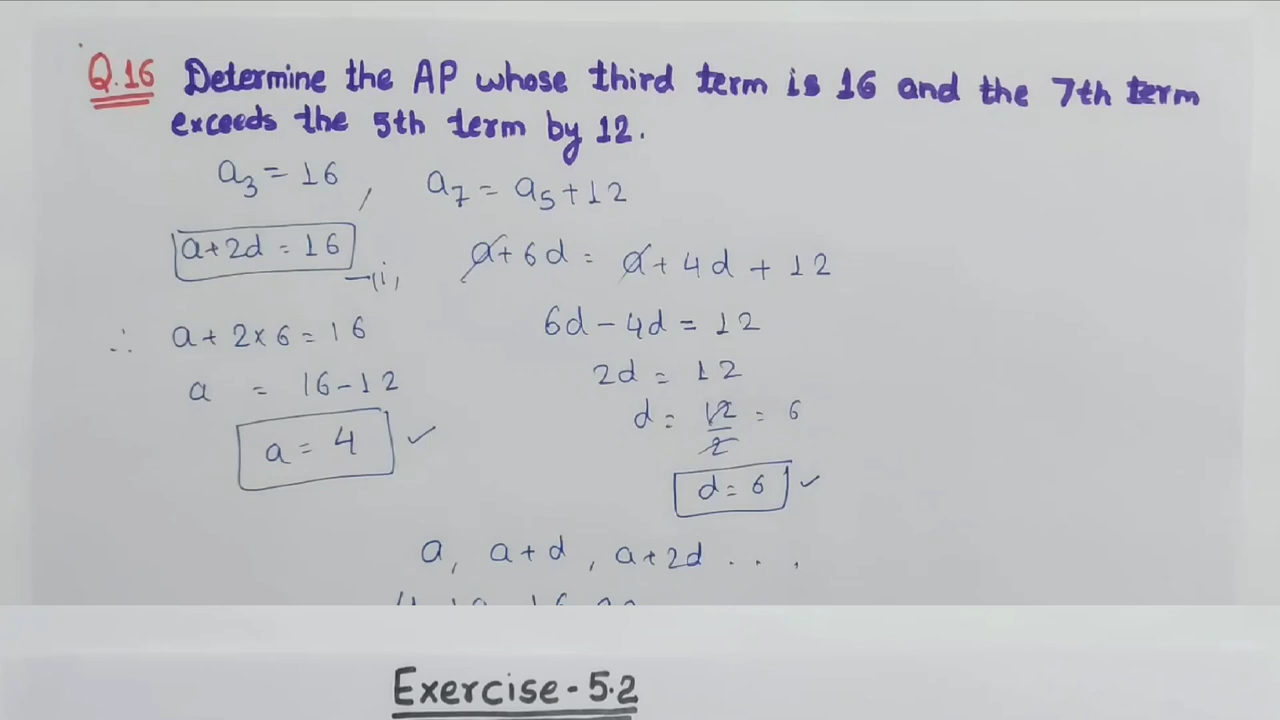 Q.16 Determine the AP whose third term is 16 and the 7th term
exceeds the 5th term by 12.
a₃ = 16 , a₇ = a₅ + 12
a + 2d = 16 —(i)
a + 6d = a + 4d + 12
∴ a + 2 × 6 = 16
6d - 4d = 12
a = 16 - 12
2d = 12
a = 4 ✓
d = 12/2 = 6
d = 6 ✓
a, a + d, a + 2d . . . .
Exercise - 5.2